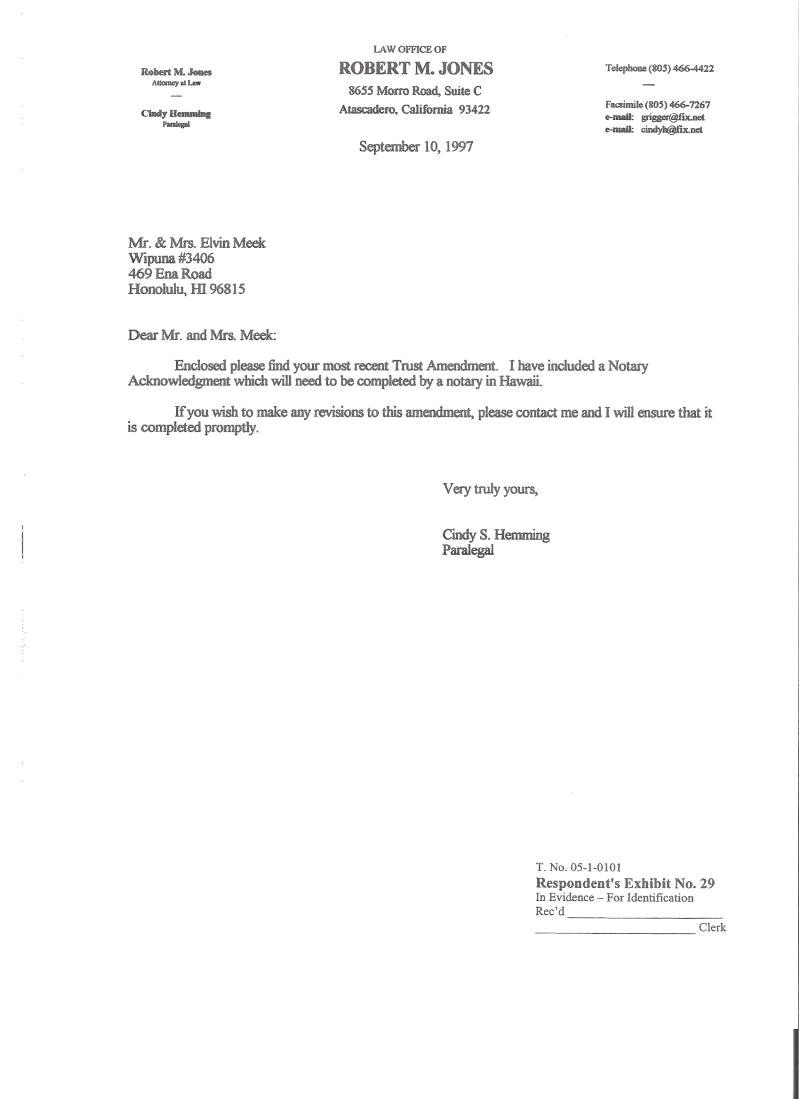 LAW OFFICE OF
ROBERT M. JONES
8655 Morro Road, Suite C
Atascadero, California 93422
Robert M. Jones
Attorney at Law
Cindy Hemming
Paralegal
Telephone (805) 466-4422
Facsimile (805) 466-7267
e-mail: grigger@fix.net
e-mail: cindyh@fix.net
September 10, 1997
Mr. & Mrs. Elvin Meek
Wipuna #3406
469 Ena Road
Honolulu, HI 96815
Dear Mr. and Mrs. Meek:
Enclosed please find your most recent Trust Amendment. I have included a Notary
Acknowledgment which will need to be completed by a notary in Hawaii.
If you wish to make any revisions to this amendment, please contact me and I will ensure that it
is completed promptly.
Very truly yours,
Cindy S. Hemming
Paralegal
T. No. 05-1-0101
Respondent's Exhibit No. 29
In Evidence – For Identification
Rec'd
Clerk